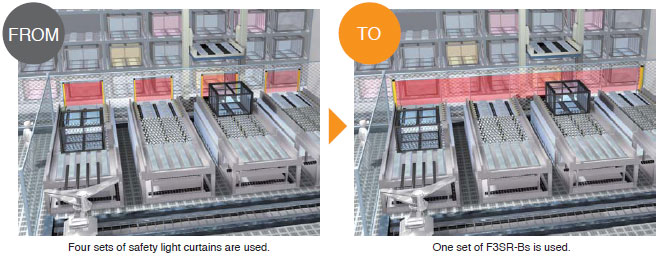 FROM
TO
Four sets of safety light curtains are used.
One set of F3SR-Bs is used.